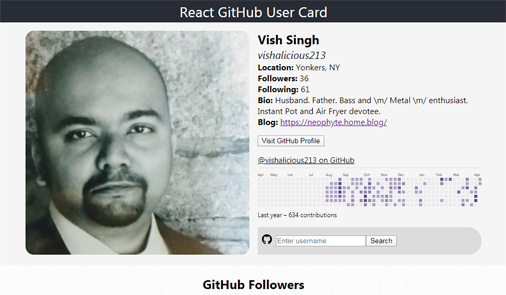 React GitHub User Card
Vish Singh
vishalicious213
Location: Yonkers, NY
Followers: 36
Following: 61
Bio: Husband. Father. Bass and \m/ Metal \m/ enthusiast.
Instant Pot and Air Fryer devotee.
Blog: https://neophyte.home.blog/
Visit GitHub Profile
@vishalicious213 on GitHub
Apr May Jun Jul Aug Sep Oct Nov Dec Jan Feb Mar Apr
Last year – 634 contributions
Enter username Search
GitHub Followers